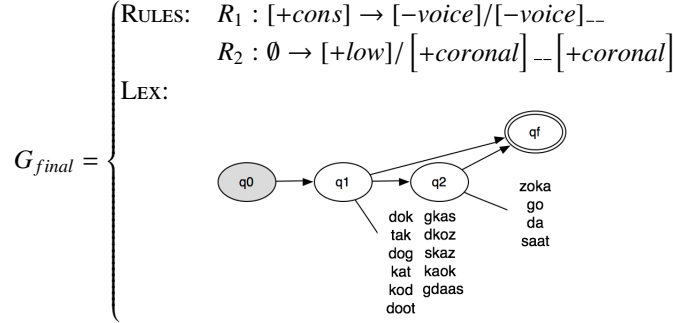 RULES: R₁ : [+cons] → [−voice]/[−voice]__
R₂ : ∅ → [+low]/ [+coronal] __ [+coronal]
LEX:
G_final =
qf
q0 q1 q2
zoka
go
da
saat
dok gkas
tak dkoz
dog skaz
kat kaok
kod gdaas
doot